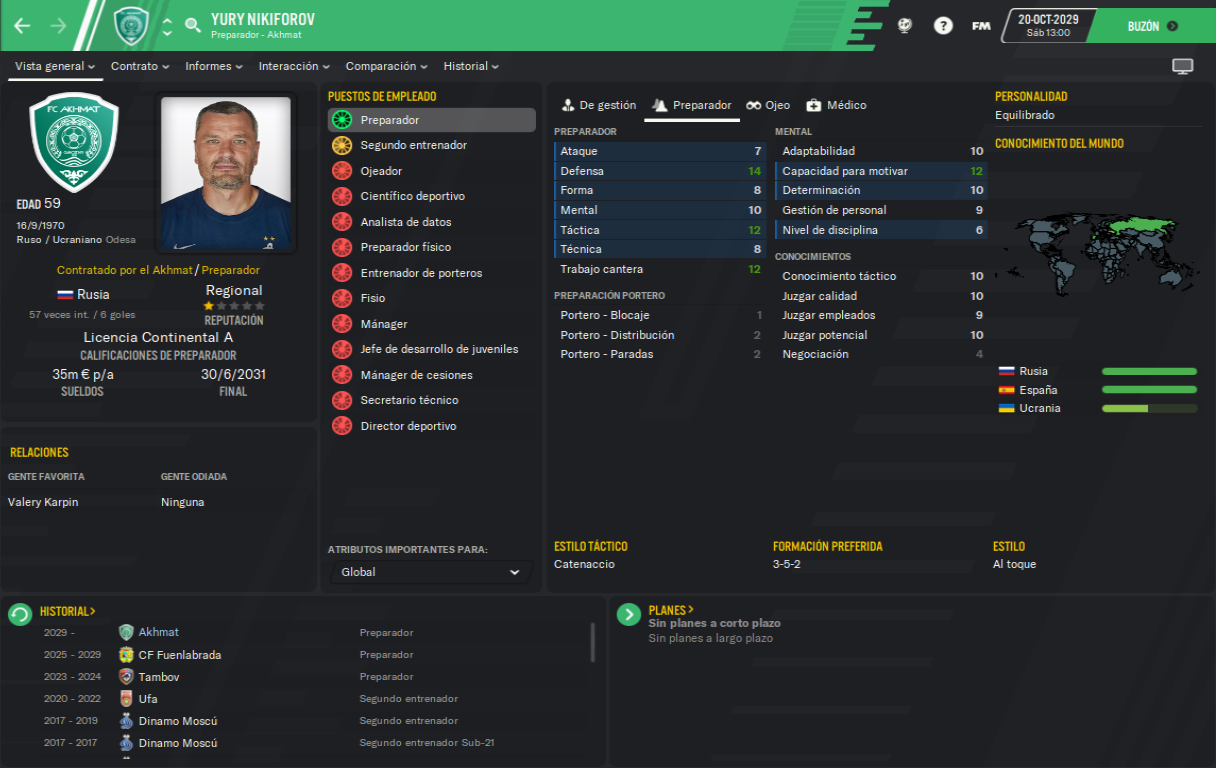 YURY NIKIFOROV
Preparador - Akhmat
FM
20-OCT-2029
Sáb 13:00
BUZÓN
Vista general
Contrato
Informes
Interacción
Comparación
Historial
FC AKHMAT
EDAD 59
16/9/1970
Ruso / Ucraniano Odesa
Contratado por el Akhmat / Preparador
Rusia
57 veces int. / 6 goles
Regional
REPUTACIÓN
Licencia Continental A
CALIFICACIONES DE PREPARADOR
35m € p/a
SUELDOS
30/6/2031
FINAL
RELACIONES
GENTE FAVORITA
Valery Karpin
GENTE ODIADA
Ninguna
PUESTOS DE EMPLEADO
Preparador
Segundo entrenador
Ojeador
Científico deportivo
Analista de datos
Preparador físico
Entrenador de porteros
Fisio
Mánager
Jefe de desarrollo de juveniles
Mánager de cesiones
Secretario técnico
Director deportivo
ATRIBUTOS IMPORTANTES PARA:
Global
De gestión
Preparador
Ojeo
Médico
PREPARADOR
Ataque 7
Defensa 14
Forma 8
Mental 10
Táctica 12
Técnica 8
Trabajo cantera 12
PREPARACIÓN PORTERO
Portero - Blocaje 1
Portero - Distribución 2
Portero - Paradas 2
MENTAL
Adaptabilidad 10
Capacidad para motivar 12
Determinación 10
Gestión de personal 9
Nivel de disciplina 6
CONOCIMIENTOS
Conocimiento táctico 10
Juzgar calidad 10
Juzgar empleados 9
Juzgar potencial 10
Negociación 4
PERSONALIDAD
Equilibrado
CONOCIMIENTO DEL MUNDO
Rusia
España
Ucrania
ESTILO TÁCTICO
Catenaccio
FORMACIÓN PREFERIDA
3-5-2
ESTILO
Al toque
HISTORIAL >
2029 - Akhmat Preparador
2025 - 2029 CF Fuenlabrada Preparador
2023 - 2024 Tambov Preparador
2020 - 2022 Ufa Segundo entrenador
2017 - 2019 Dinamo Moscú Segundo entrenador
2017 - 2017 Dinamo Moscú Segundo entrenador Sub-21
PLANES >
Sin planes a corto plazo
Sin planes a largo plazo